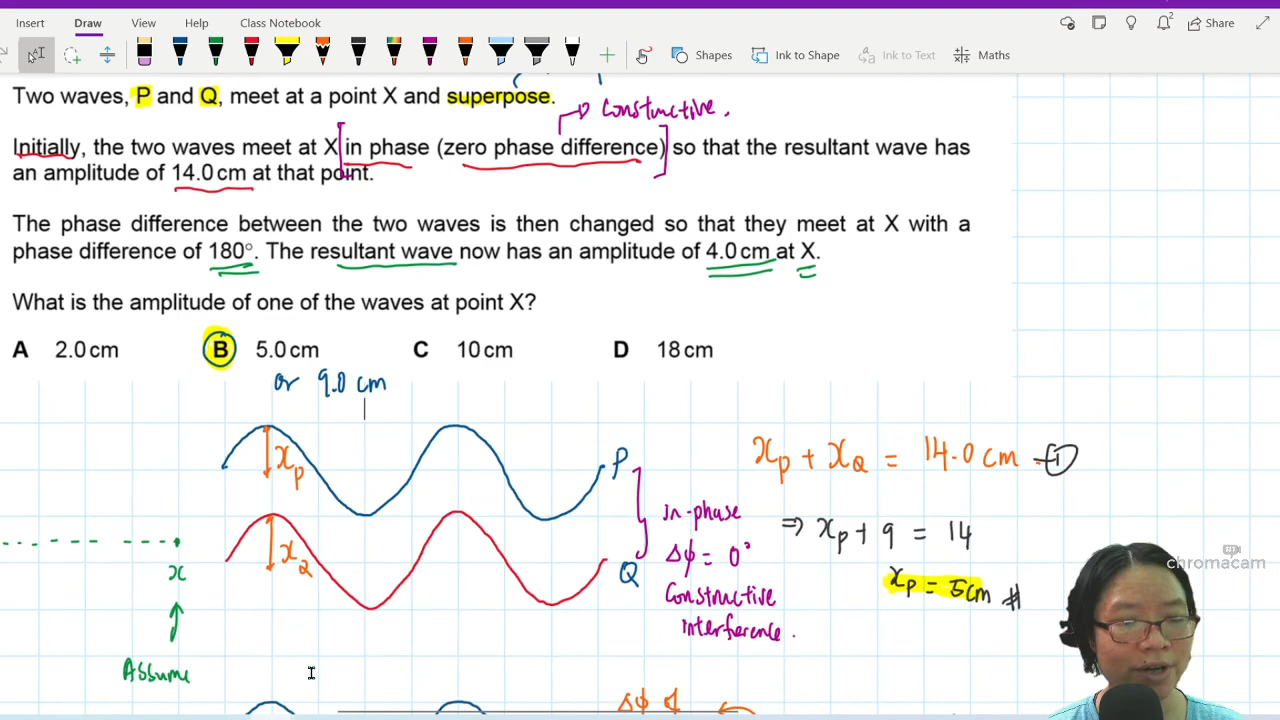 Insert Draw View Help Class Notebook
Share
Shapes Ink to Shape Ink to Text Maths
Two waves, P and Q, meet at a point X and superpose.
Constructive.
Initially, the two waves meet at X in phase (zero phase difference) so that the resultant wave has
an amplitude of 14.0 cm at that point.
The phase difference between the two waves is then changed so that they meet at X with a
phase difference of 180°. The resultant wave now has an amplitude of 4.0 cm at X.
What is the amplitude of one of the waves at point X?
A 2.0 cm B 5.0 cm C 10 cm D 18 cm
or 9.0 cm
xP
P
xQ
Q
x
Assume
in-phase
Δϕ = 0°
Constructive
interference.
xP + xQ = 14.0 cm — 1
⇒ xP + 9 = 14
xP = 5cm #
chromacam
Δϕ